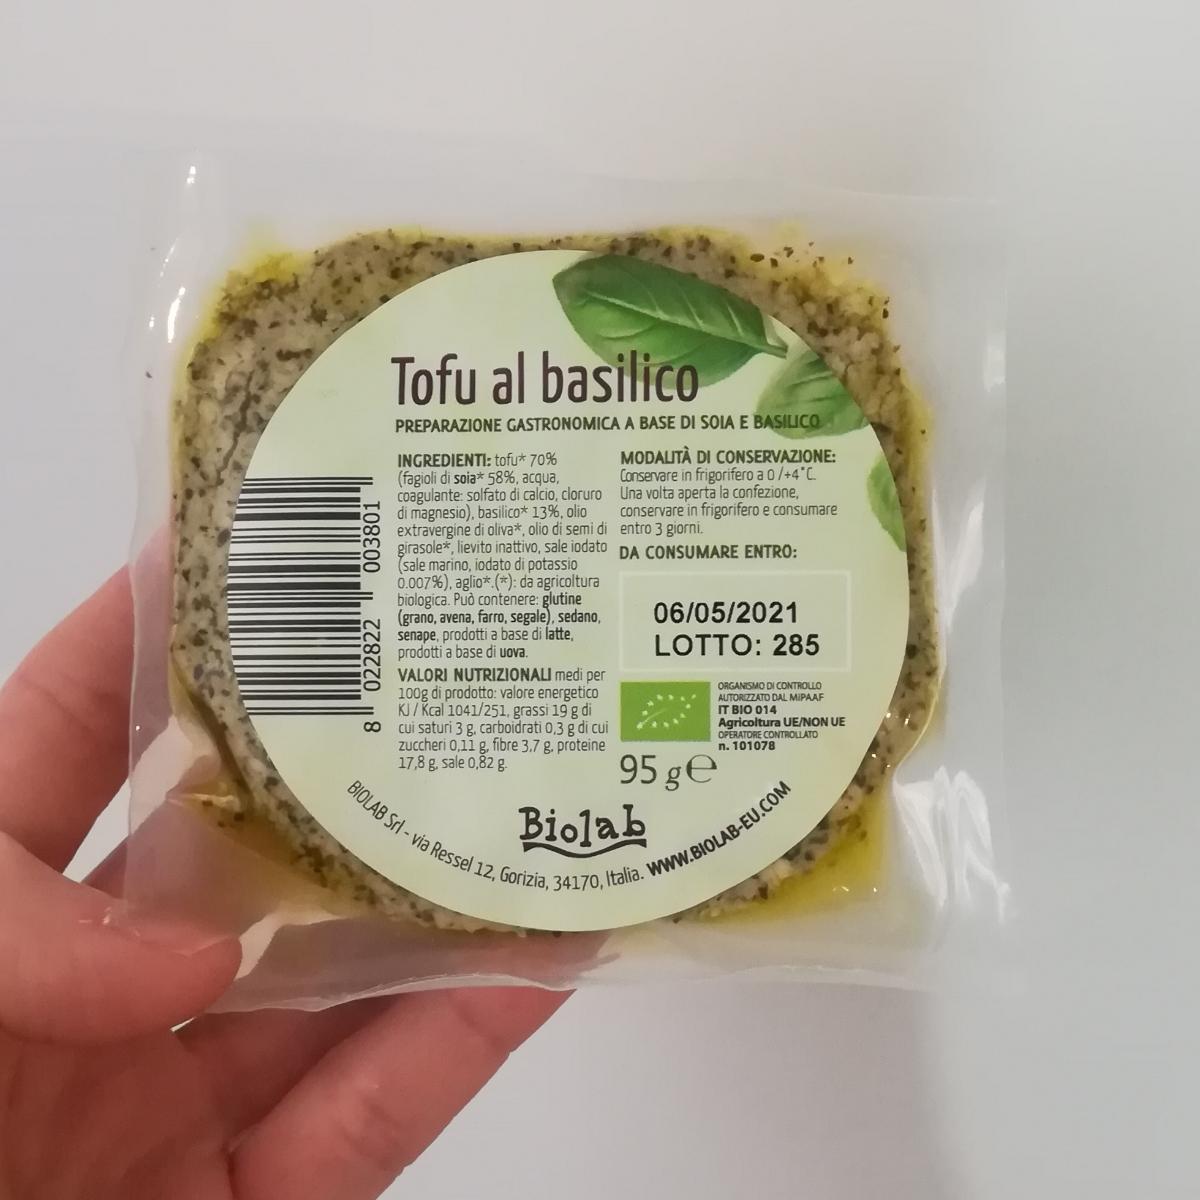 Tofu al basilico
PREPARAZIONE GASTRONOMICA A BASE DI SOIA E BASILICO
INGREDIENTI: tofu* 70%
(fagioli di soia* 58%, acqua,
coagulante: solfato di calcio, cloruro
di magnesio), basilico* 13%, olio
extravergine di oliva*, olio di semi di
girasole*, lievito inattivo, sale iodato
(sale marino, iodato di potassio
0.007%), aglio*.(*): da agricoltura
biologica. Può contenere: glutine
(grano, avena, farro, segale), sedano,
senape, prodotti a base di latte,
prodotti a base di uova.
VALORI NUTRIZIONALI medi per
100g di prodotto: valore energetico
KJ / Kcal 1041/251, grassi 19 g di
cui saturi 3 g, carboidrati 0,3 g di cui
zuccheri 0,11 g, fibre 3,7 g, proteine
17,8 g, sale 0,82 g.
MODALITÀ DI CONSERVAZIONE:
Conservare in frigorifero a 0 /+4°C.
Una volta aperta la confezione,
conservare in frigorifero e consumare
entro 3 giorni.
DA CONSUMARE ENTRO:
06/05/2021
LOTTO: 285
ORGANISMO DI CONTROLLO
AUTORIZZATO DAL MIPAAF
IT BIO 014
Agricoltura UE/NON UE
OPERATORE CONTROLLATO
n. 101078
95 g e
8 022822 003801
Biolab
BIOLAB Srl - via Ressel 12, Gorizia, 34170, Italia. WWW.BIOLAB-EU.COM